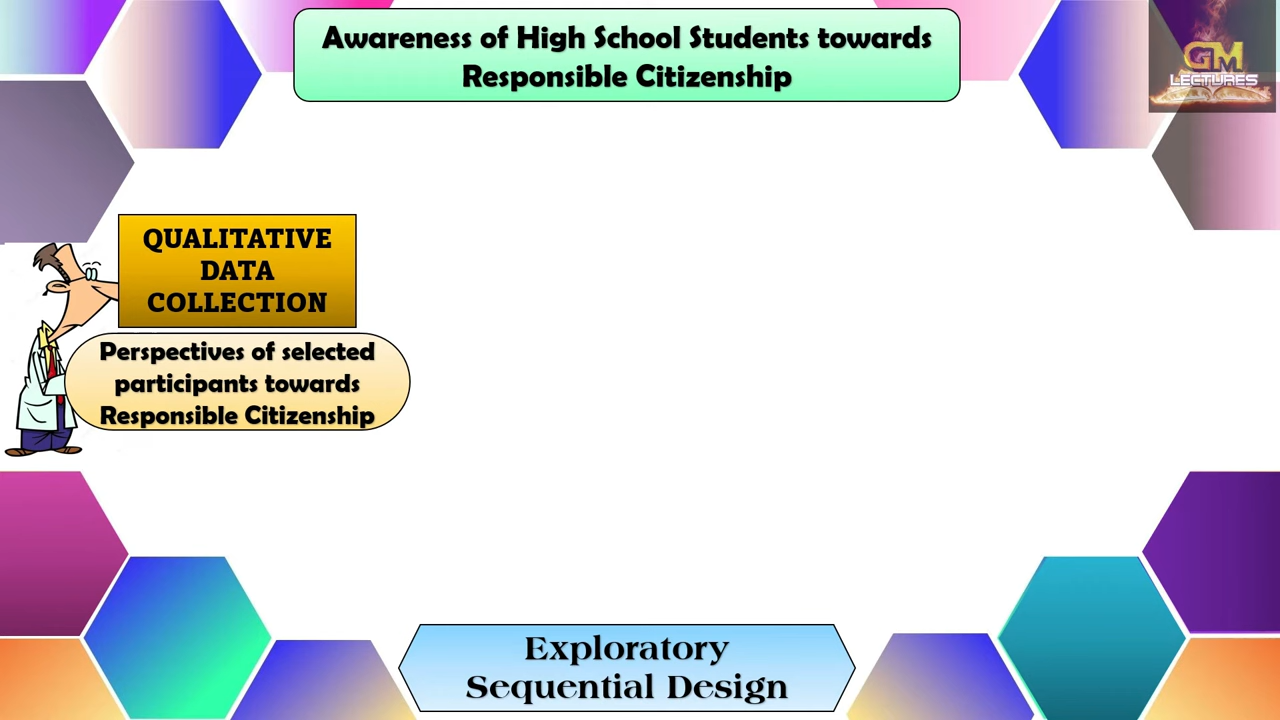 Awareness of High School Students towards
Responsible Citizenship
GM
LECTURES
QUALITATIVE
DATA
COLLECTION
Perspectives of selected
participants towards
Responsible Citizenship
Exploratory
Sequential Design